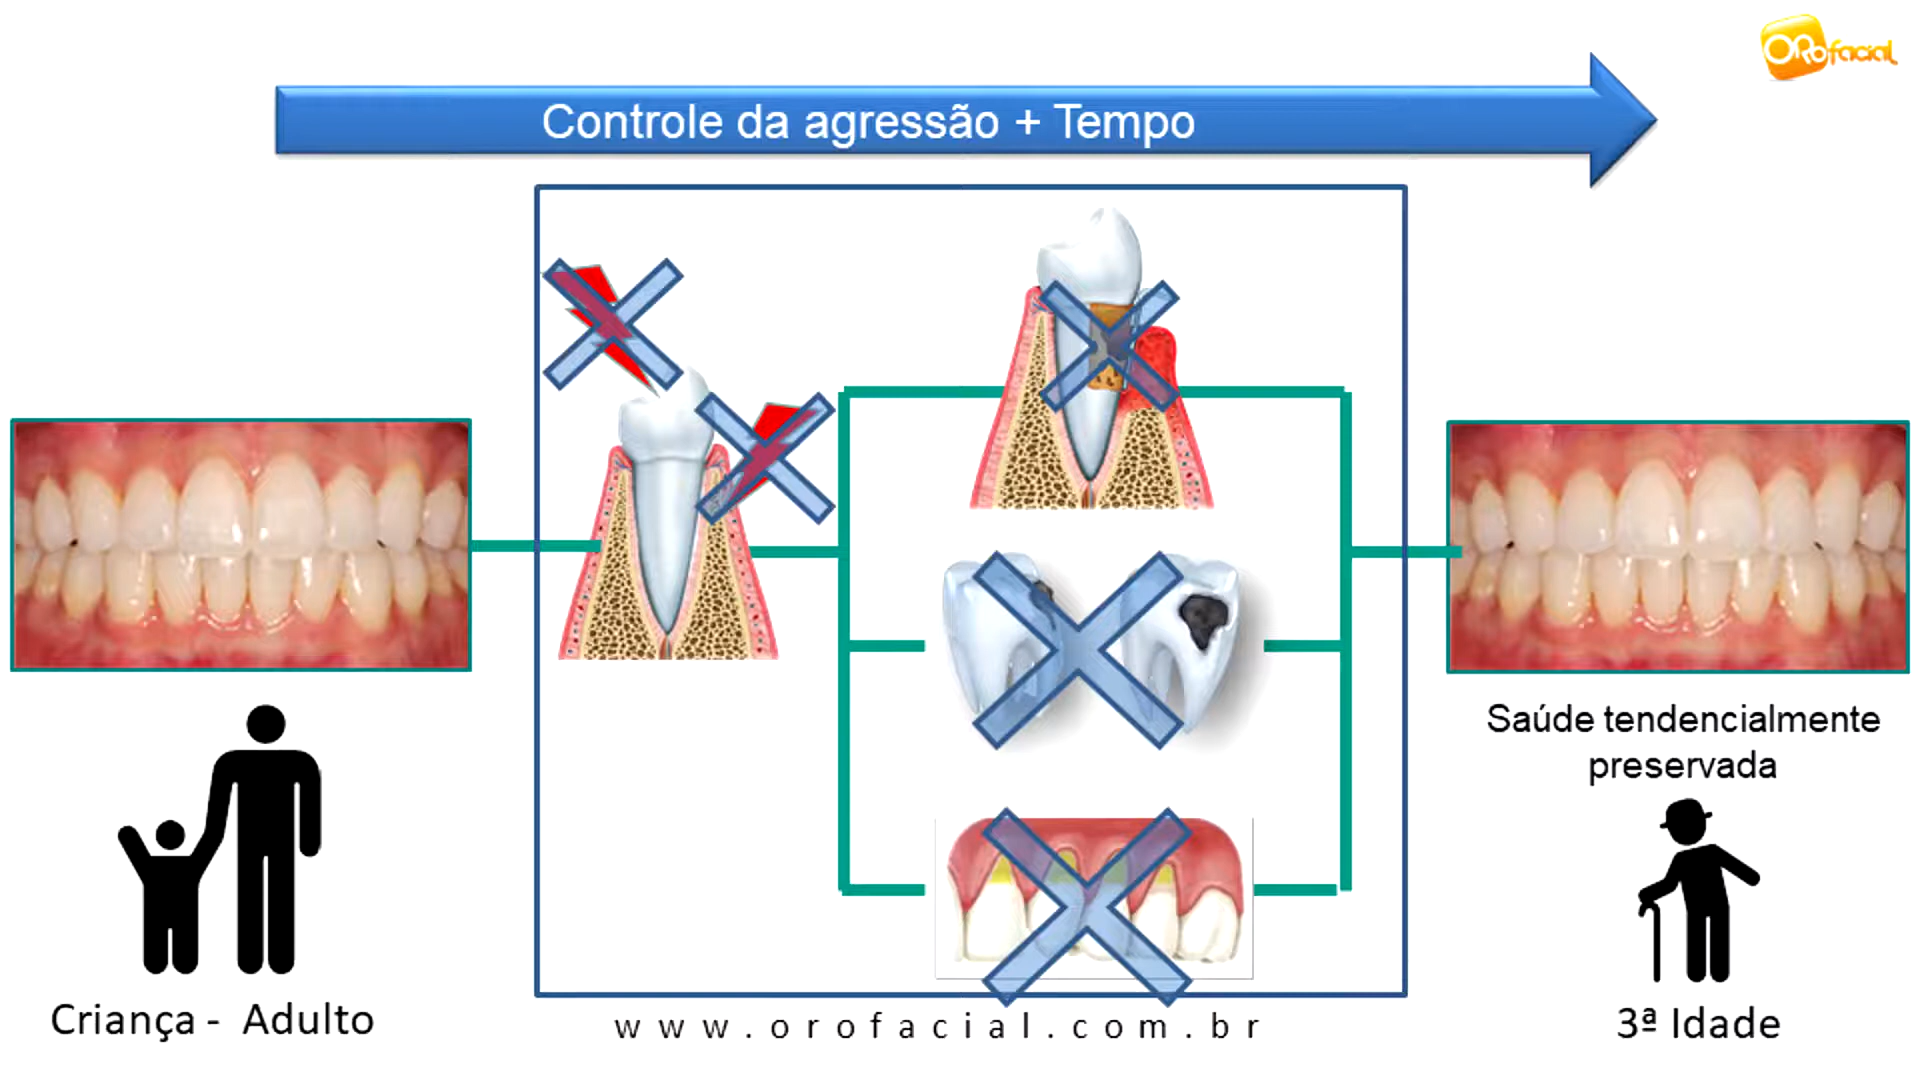 ORofacial
Controle da agressão + Tempo
Saúde tendencialmente
preservada
Criança - Adulto
3ª Idade
www.orofacial.com.br